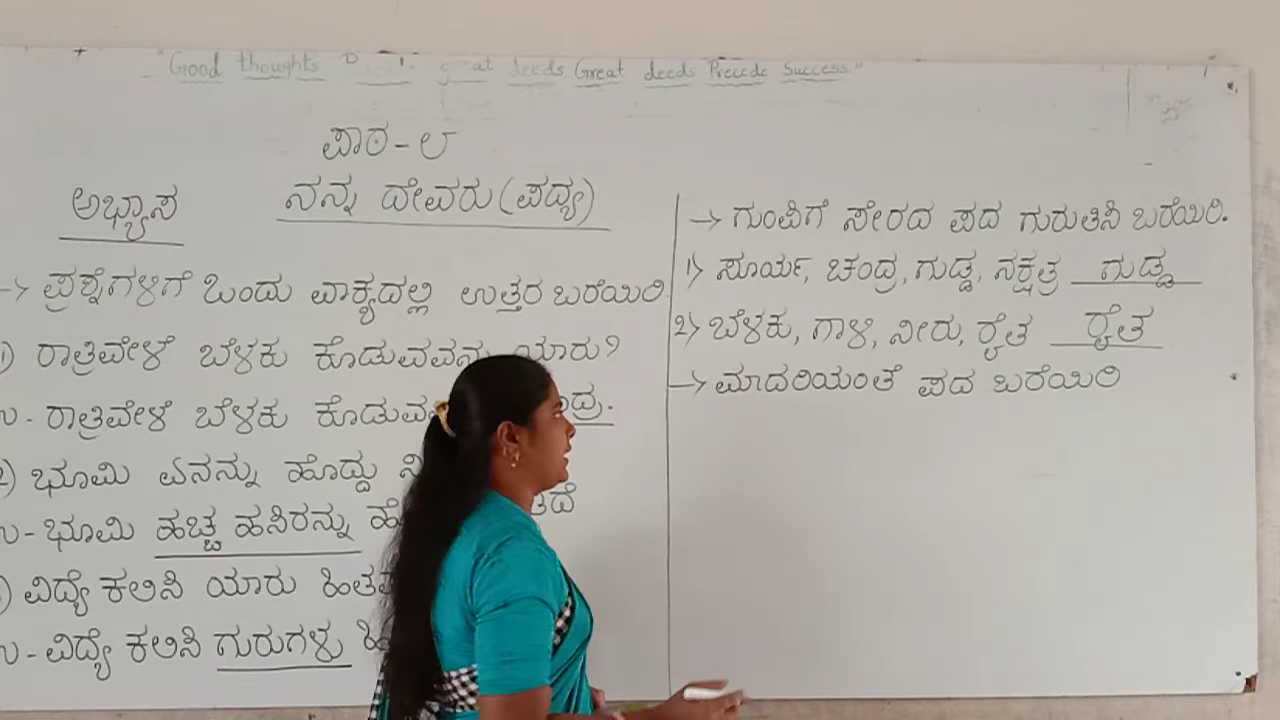 "Good thoughts deeds Great deeds Precede Success"
ಪಾಠ-೮
ಅಭ್ಯಾಸ ನನ್ನ ದೇವರು (ಪದ್ಯ)
-> ಪ್ರಶ್ನೆಗಳಿಗೆ ಒಂದು ವಾಕ್ಯದಲ್ಲಿ ಉತ್ತರ ಬರೆಯಿರಿ
೧) ರಾತ್ರಿವೇಳೆ ಬೆಳಕು ಕೊಡುವವನು ಯಾರು?
ಉ- ರಾತ್ರಿವೇಳೆ ಬೆಳಕು
೨) ಭೂಮಿ ಏನನ್ನು ಹೊದ್ದು
ಉ- ಭೂಮಿ ಹಚ್ಚ ಹಸಿರನ್ನು
ವಿದ್ಯೆ ಕಲಿಸಿ ಯಾರು
ಉ- ವಿದ್ಯೆ ಕಲಿಸಿ ಗುರುಗಳು
-> ಗುಂಪಿಗೆ ಸೇರದ ಪದ ಗುರುತಿಸಿ ಬರೆಯಿರಿ.
೧) ಸೂರ್ಯ, ಚಂದ್ರ, ಗುಡ್ಡ, ನಕ್ಷತ್ರ ಗುಡ್ಡ
೨) ಬೆಳಕು, ಗಾಳಿ, ನೀರು, ರೈತ ರೈತ
-> ಮಾದರಿಯಂತೆ ಪದ ಬರೆಯಿರಿ